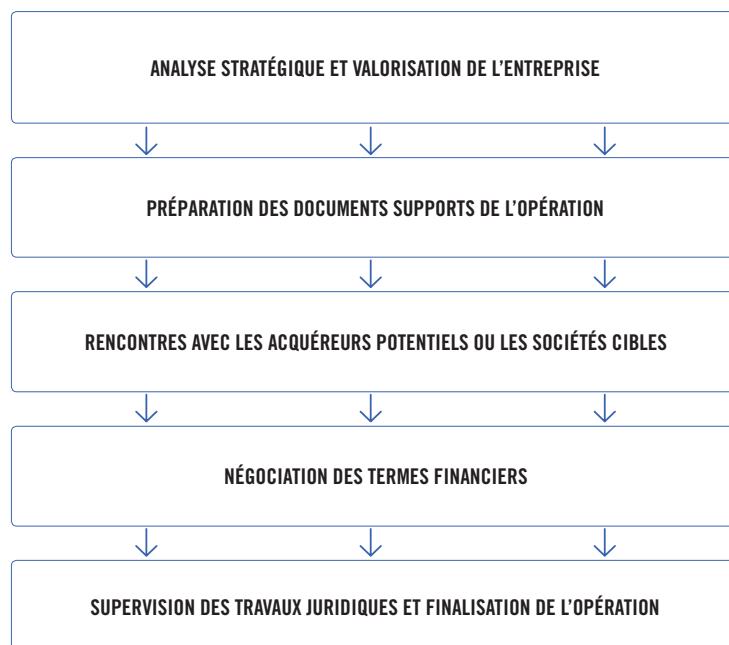 ANALYSE STRATÉGIQUE ET VALORISATION DE L'ENTREPRISE
PRÉPARATION DES DOCUMENTS SUPPORTS DE L'OPÉRATION
RENCONTRES AVEC LES ACQUÉREURS POTENTIELS OU LES SOCIÉTÉS CIBLES
NÉGOCIATION DES TERMES FINANCIERS
SUPERVISION DES TRAVAUX JURIDIQUES ET FINALISATION DE L'OPÉRATION